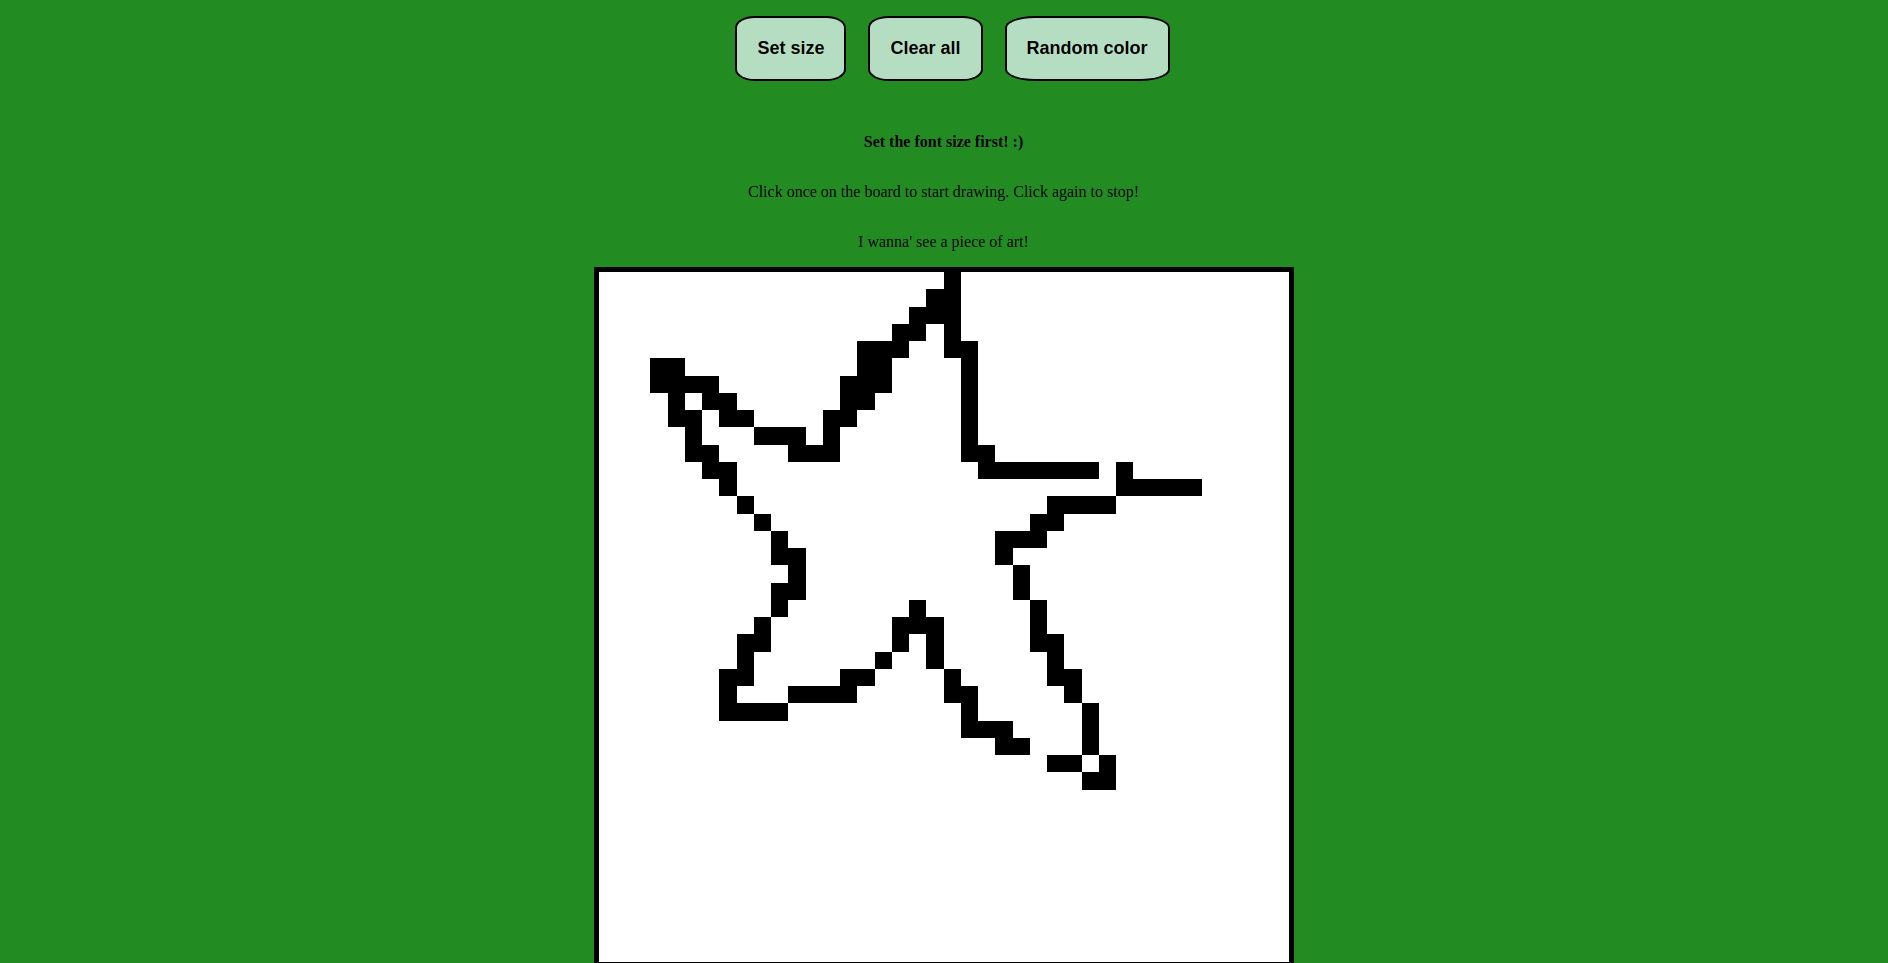 Set size Clear all Random color
Set the font size first! :)
Click once on the board to start drawing. Click again to stop!
I wanna' see a piece of art!